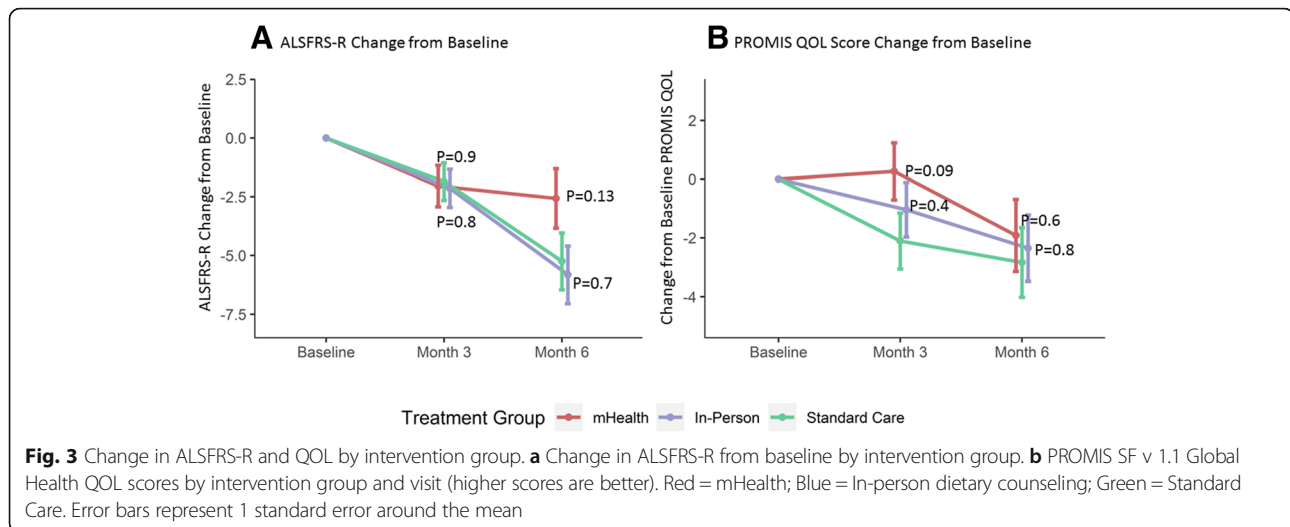 A ALSFRS-R Change from Baseline
ALSFRS-R Change from Baseline
2.5
0.0
-2.5
-5.0
-7.5
P=0.9
P=0.8
P=0.13
P=0.7
Baseline
Month 3
Month 6
B PROMIS QOL Score Change from Baseline
Change from Baseline PROMIS QOL
2
0
-2
-4
P=0.09
P=0.4
P=0.6
P=0.8
Baseline
Month 3
Month 6
Treatment Group mHealth In-Person Standard Care
Fig. 3 Change in ALSFRS-R and QOL by intervention group. a Change in ALSFRS-R from baseline by intervention group. b PROMIS SF v 1.1 Global
Health QOL scores by intervention group and visit (higher scores are better). Red = mHealth; Blue = In-person dietary counseling; Green = Standard
Care. Error bars represent 1 standard error around the mean